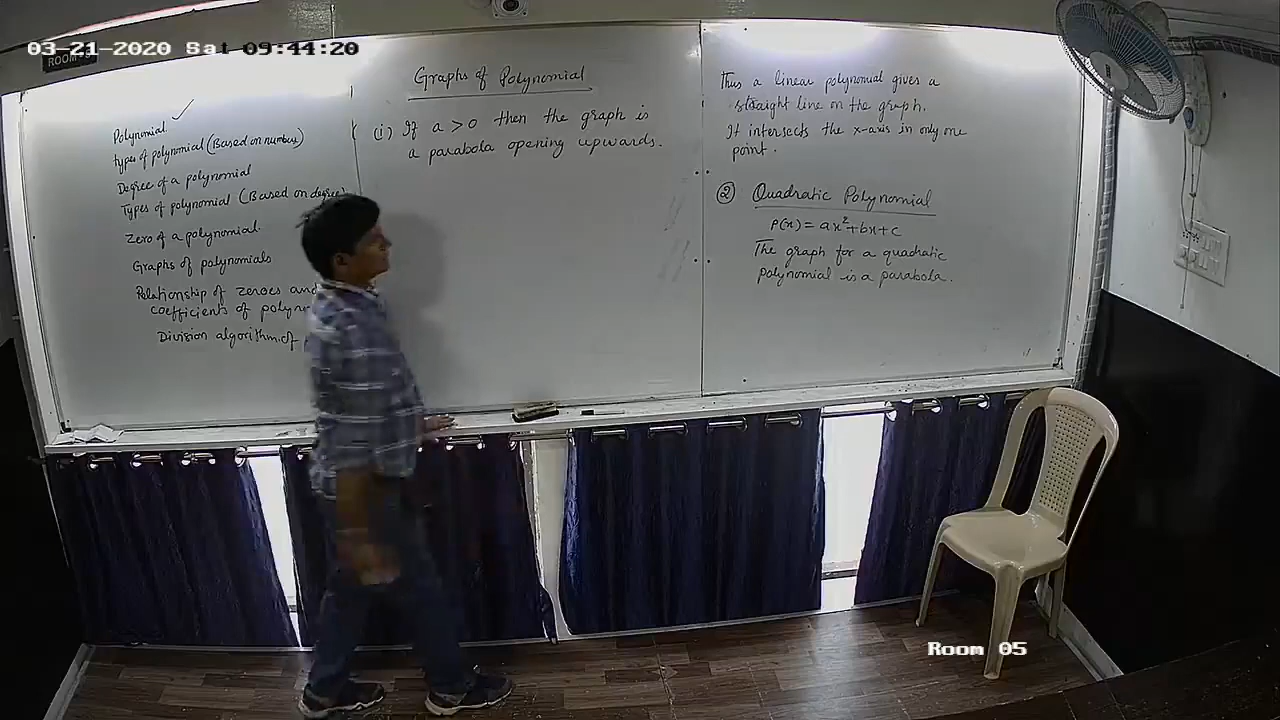 03-21-2020 Sat 09:44:20
ROOM
Polynomial ✓
Types of polynomial (Based on number)
Degree of a polynomial
Types of polynomial (Based on degree)
Zero of a polynomial.
Graphs of polynomials
Relationship of zeroes and
coefficients of
Division algorithm of
Graphs of Polynomial
(i) If a > 0 then the graph is
a parabola opening upwards.
Thus a linear polynomial gives a
straight line on the graph.
It intersects the x-axis in only one
point.
② Quadratic Polynomial
P(x) = ax²+bx+c
The graph for a quadratic
polynomial is a parabola.
Room 05